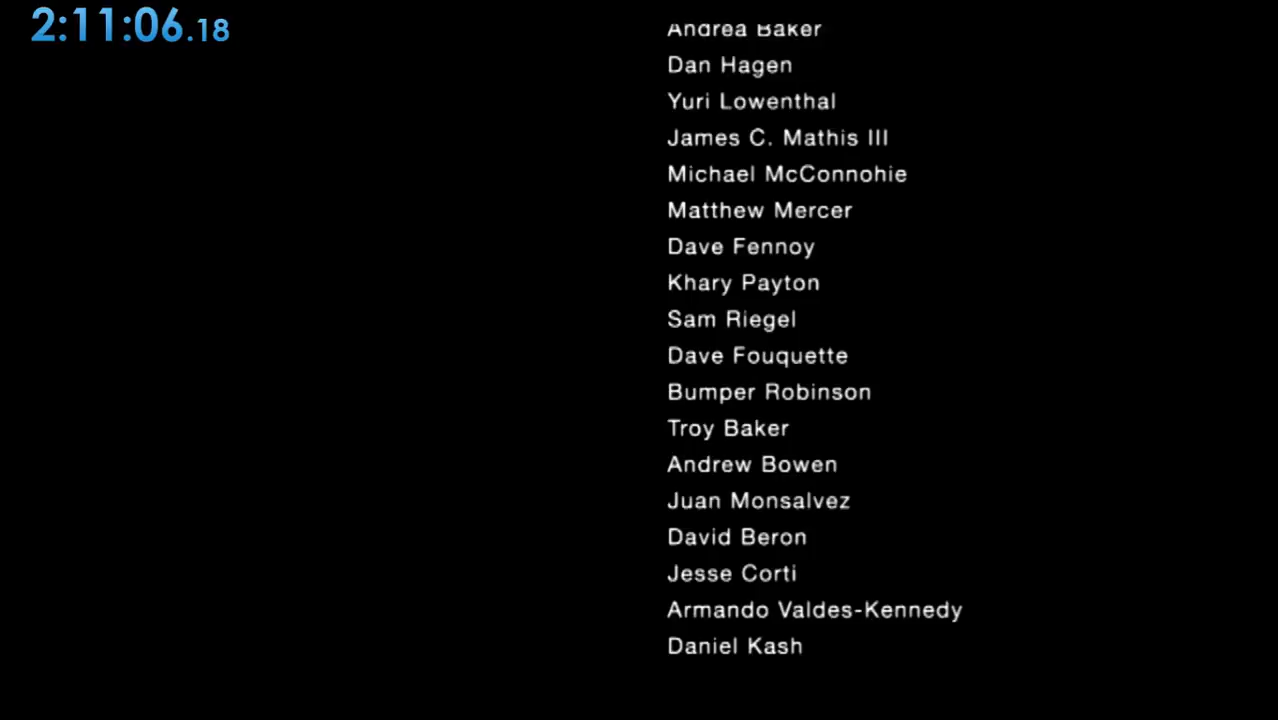 2:11:06.18
Andrea Baker
Dan Hagen
Yuri Lowenthal
James C. Mathis III
Michael McConnohie
Matthew Mercer
Dave Fennoy
Khary Payton
Sam Riegel
Dave Fouquette
Bumper Robinson
Troy Baker
Andrew Bowen
Juan Monsalvez
David Beron
Jesse Corti
Armando Valdes-Kennedy
Daniel Kash